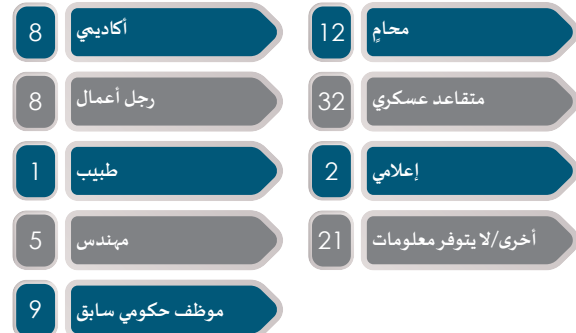 محامٍ 12
أكاديمي 8
متقاعد عسكري 32
رجل أعمال 8
إعلامي 2
طبيب 1
أخرى/لا يتوفر معلومات 21
مهندس 5
موظف حكومي سابق 9